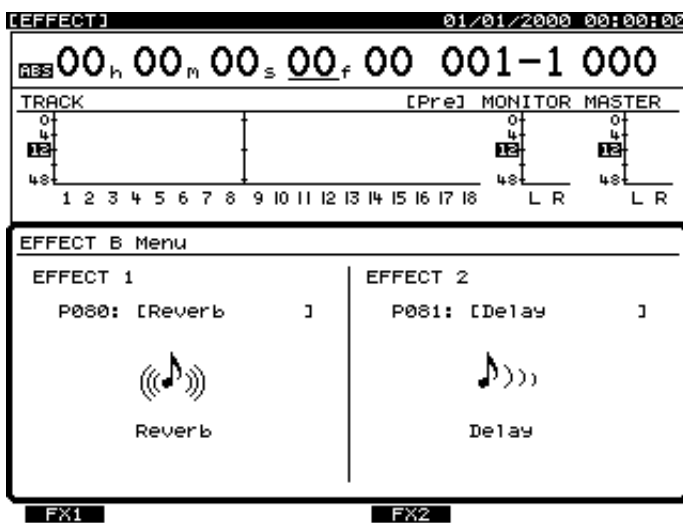 [EFFECT] 01/01/2000 00:00:00
ABS 00h 00m 00s 00f 00 001-1 000
TRACK [Pre] MONITOR MASTER
0 0 0
4 4 4
12 12 12
48 48 48
1 2 3 4 5 6 7 8 9 10 11 12 13 14 15 16 17 18 L R L R
EFFECT B Menu
EFFECT 1 EFFECT 2
P080: [Reverb ] P081: [Delay ]
Reverb Delay
FX1 FX2